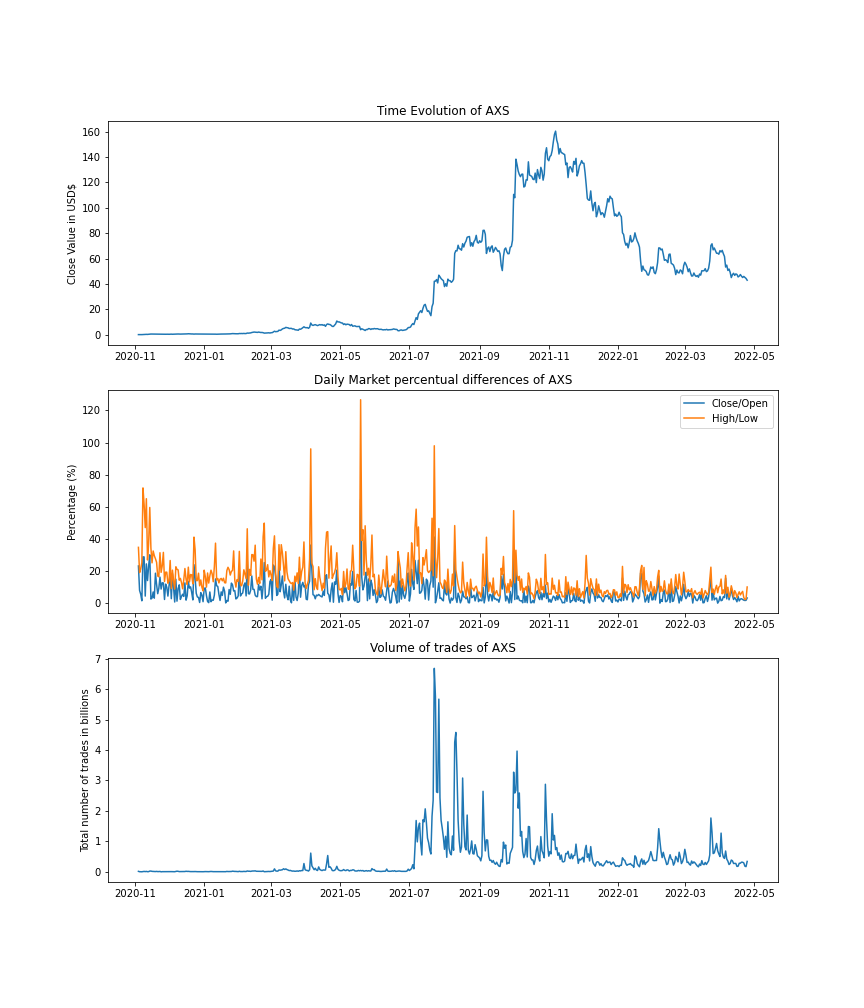 Time Evolution of AXS
Close Value in USD$
160
140
120
100
80
60
40
20
0
2020-11 2021-01 2021-03 2021-05 2021-07 2021-09 2021-11 2022-01 2022-03 2022-05
Daily Market percentual differences of AXS
Percentage (%)
120
100
80
60
40
20
0
Close/Open
High/Low
2020-11 2021-01 2021-03 2021-05 2021-07 2021-09 2021-11 2022-01 2022-03 2022-05
Volume of trades of AXS
Total number of trades in billions
7
6
5
4
3
2
1
0
2020-11 2021-01 2021-03 2021-05 2021-07 2021-09 2021-11 2022-01 2022-03 2022-05